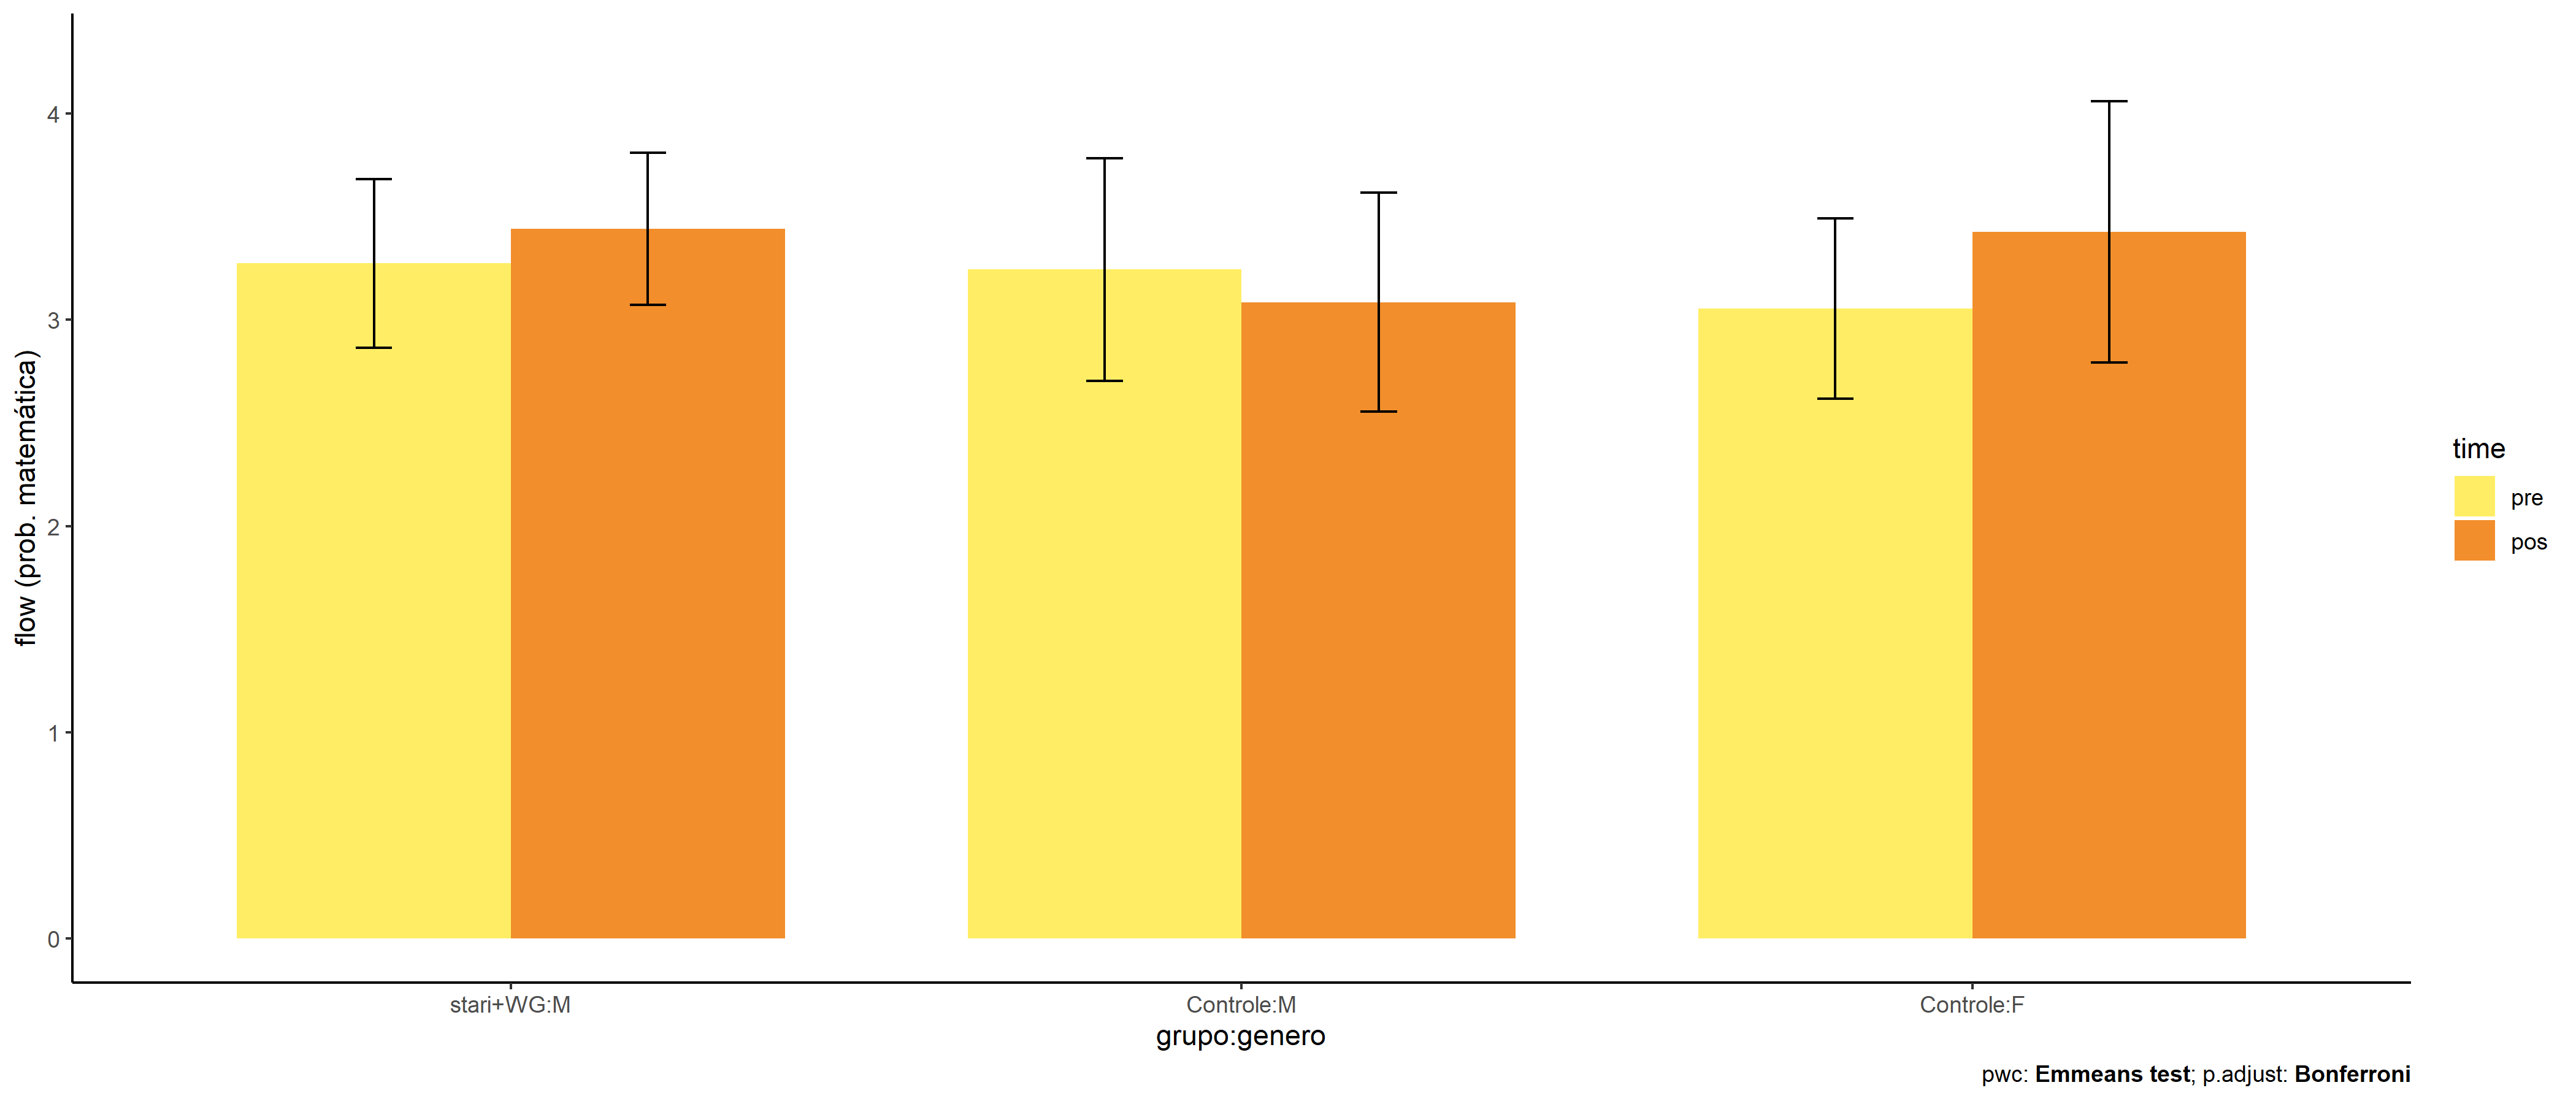 flow (prob. matemática)
4
3
2
1
0
stari+WG:M
Controle:M
Controle:F
grupo:genero
time
pre
pos
pwc: Emmeans test; p.adjust: Bonferroni